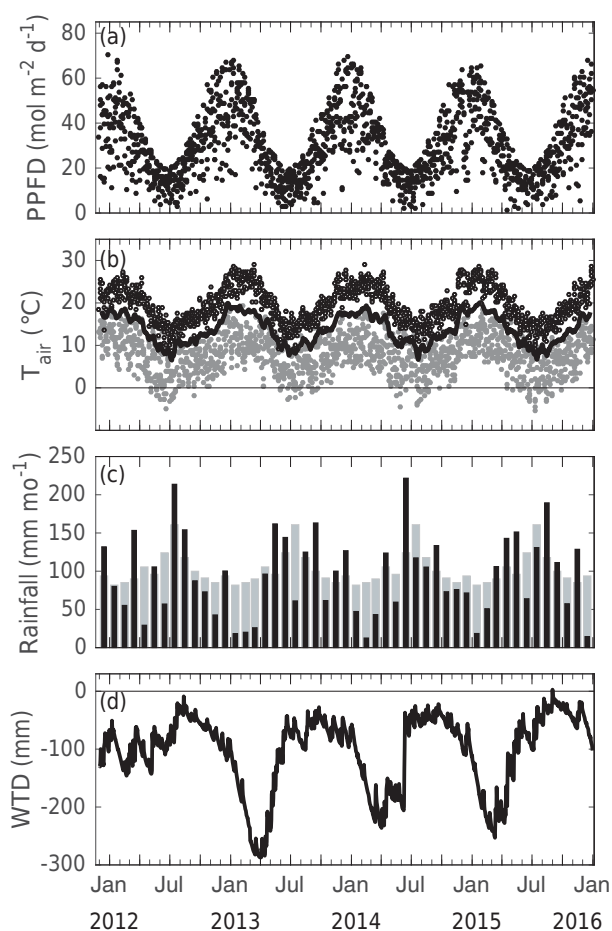 (a)
PPFD (mol m⁻² d⁻¹)
80
60
40
20
0
(b)
T_air (°C)
30
20
10
0
(c)
Rainfall (mm mo⁻¹)
250
200
150
100
50
0
(d)
WTD (mm)
0
-100
-200
-300
Jan Jul Jan Jul Jan Jul Jan Jul Jan
2012 2013 2014 2015 2016